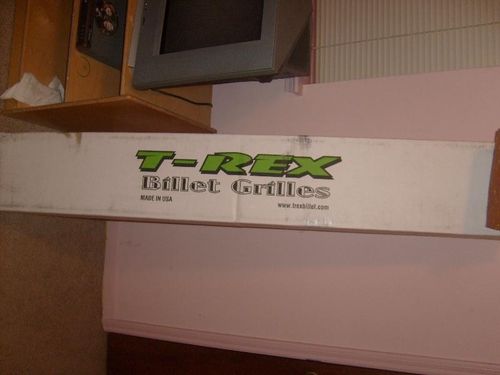 T-REX
Billet Grilles
MADE IN USA
www.trexbillet.com